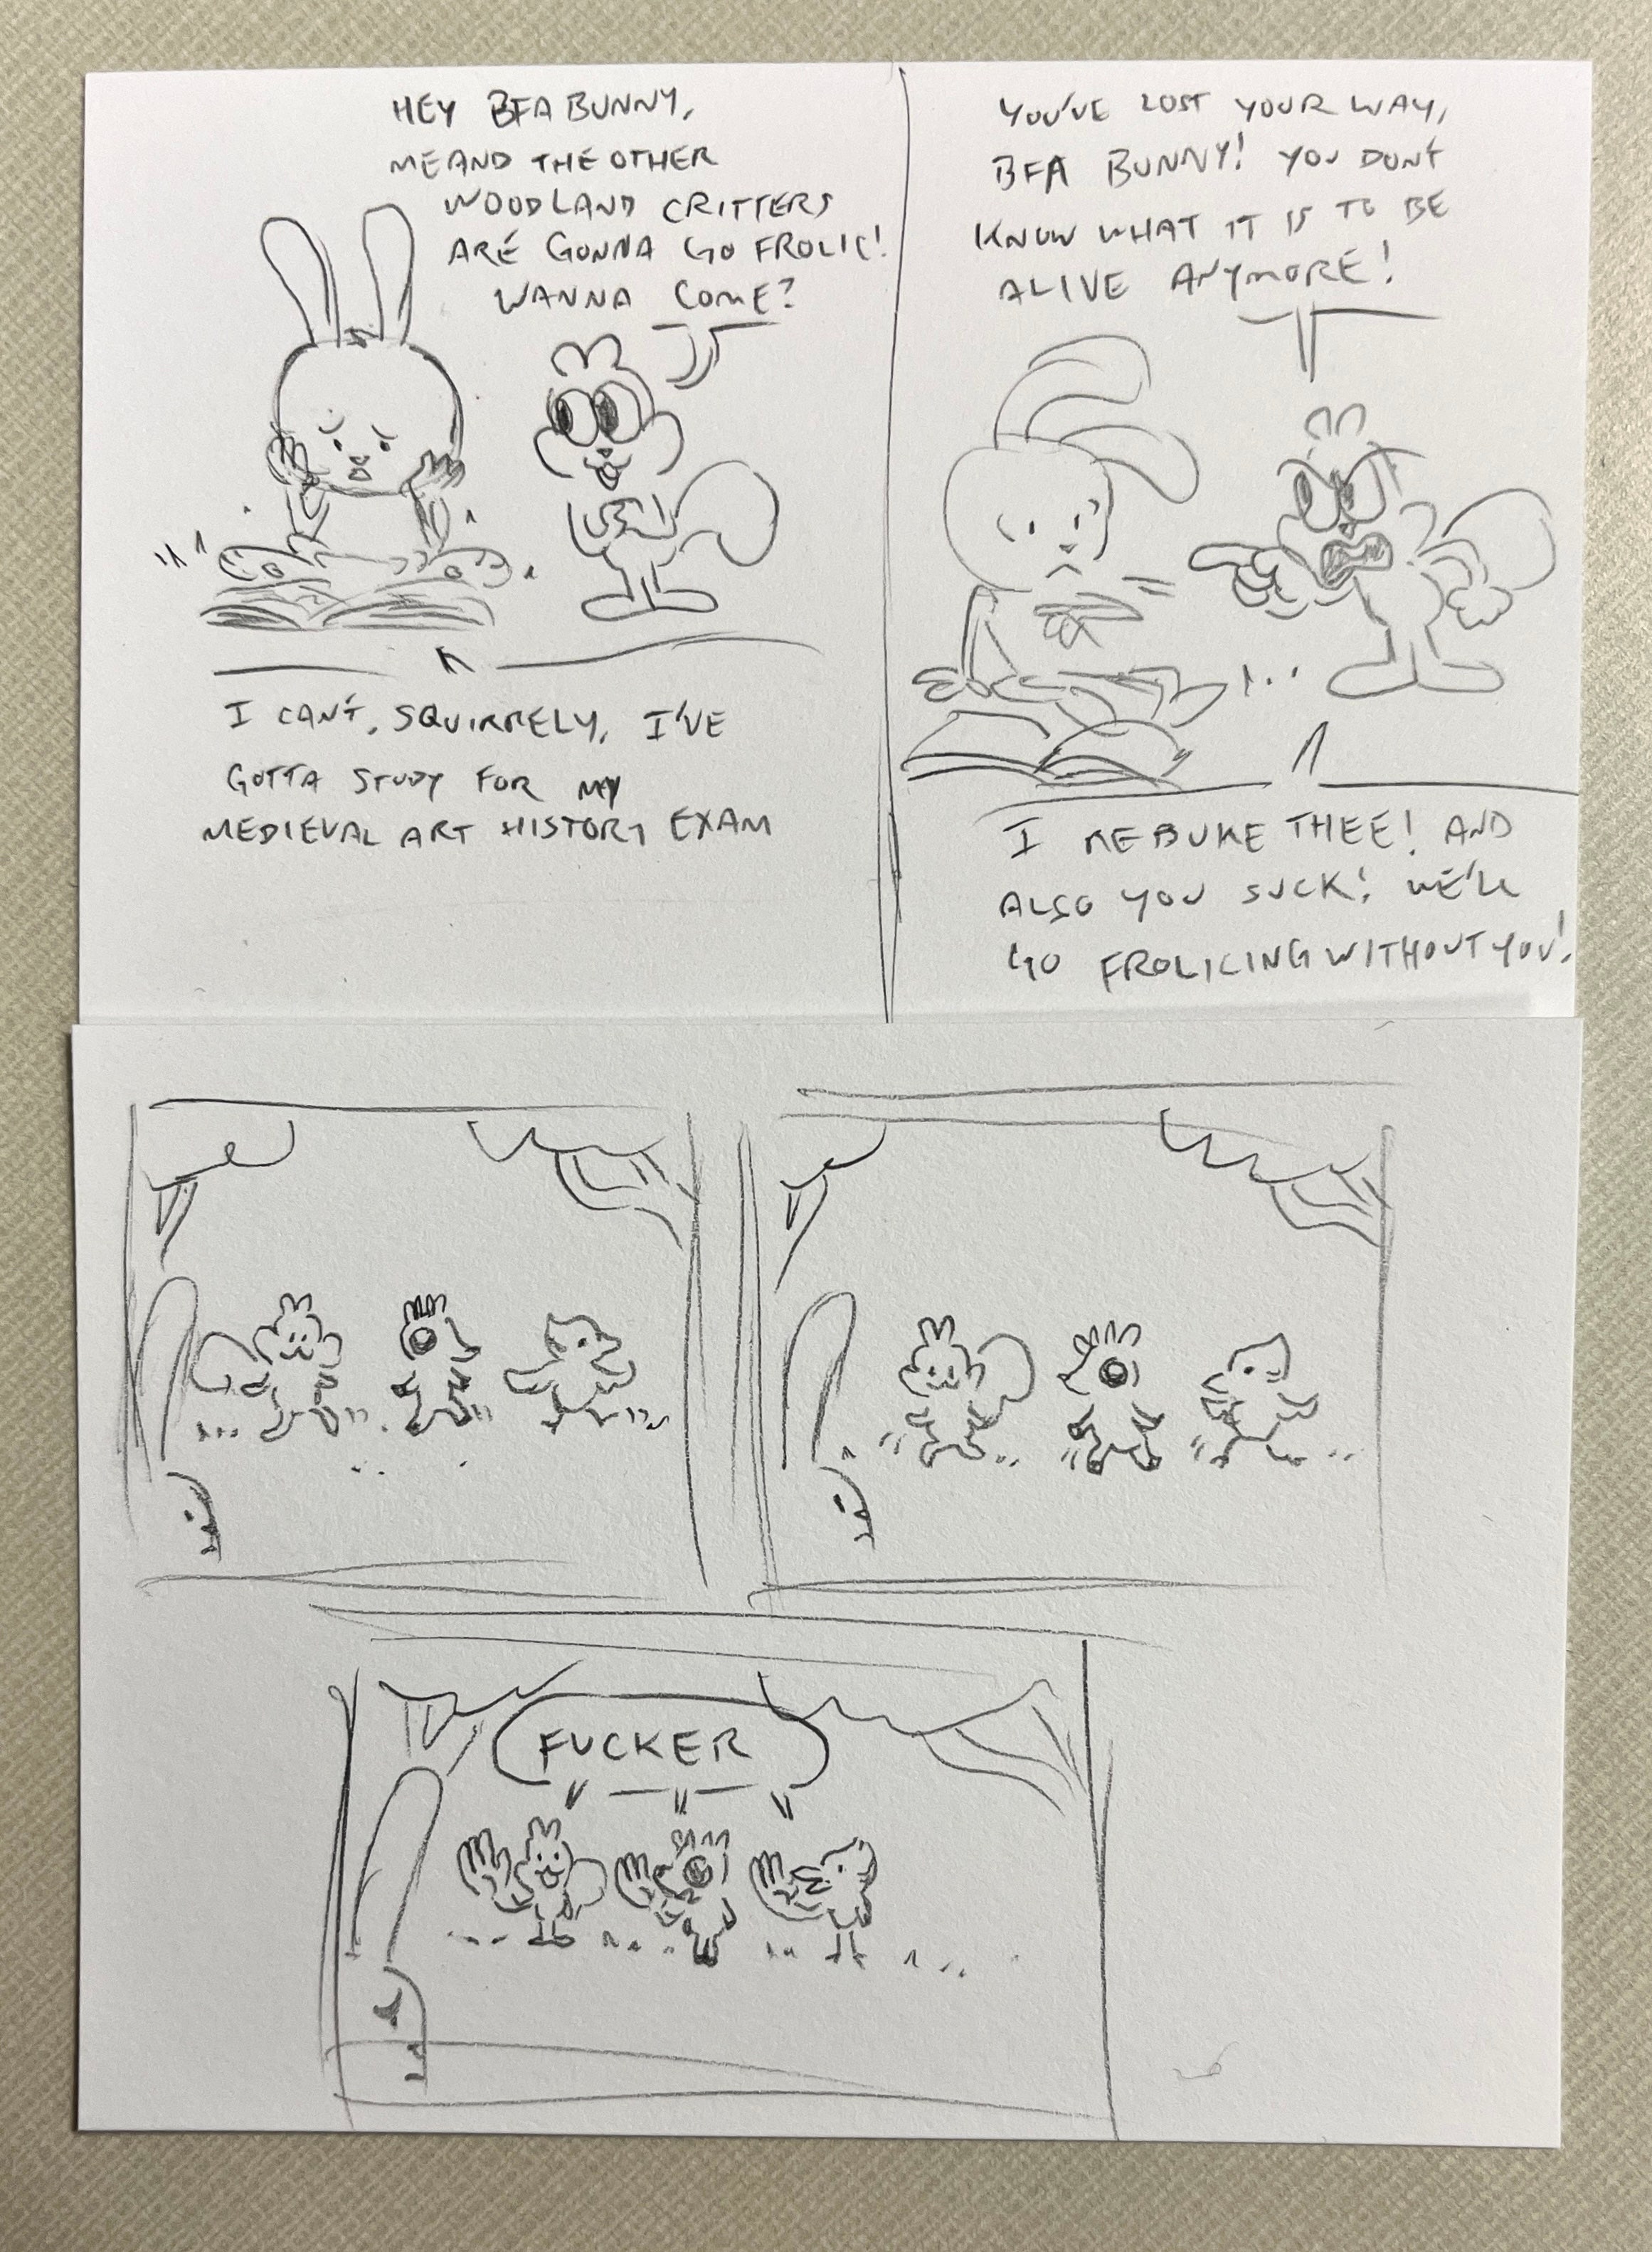 HEY BFA BUNNY,
ME AND THE OTHER
WOODLAND CRITTERS
ARE GONNA GO FROLIC!
WANNA COME?
I CAN'T, SQUIRRELY, I'VE
GOTTA STUDY FOR MY
MEDIEVAL ART HISTORY EXAM
YOU'VE LOST YOUR WAY,
BFA BUNNY! YOU DON'T
KNOW WHAT IT IS TO BE
ALIVE ANYMORE!
I REBUKE THEE! AND
ALSO YOU SUCK! WE'LL
GO FROLICING WITHOUT YOU!
FUCKER